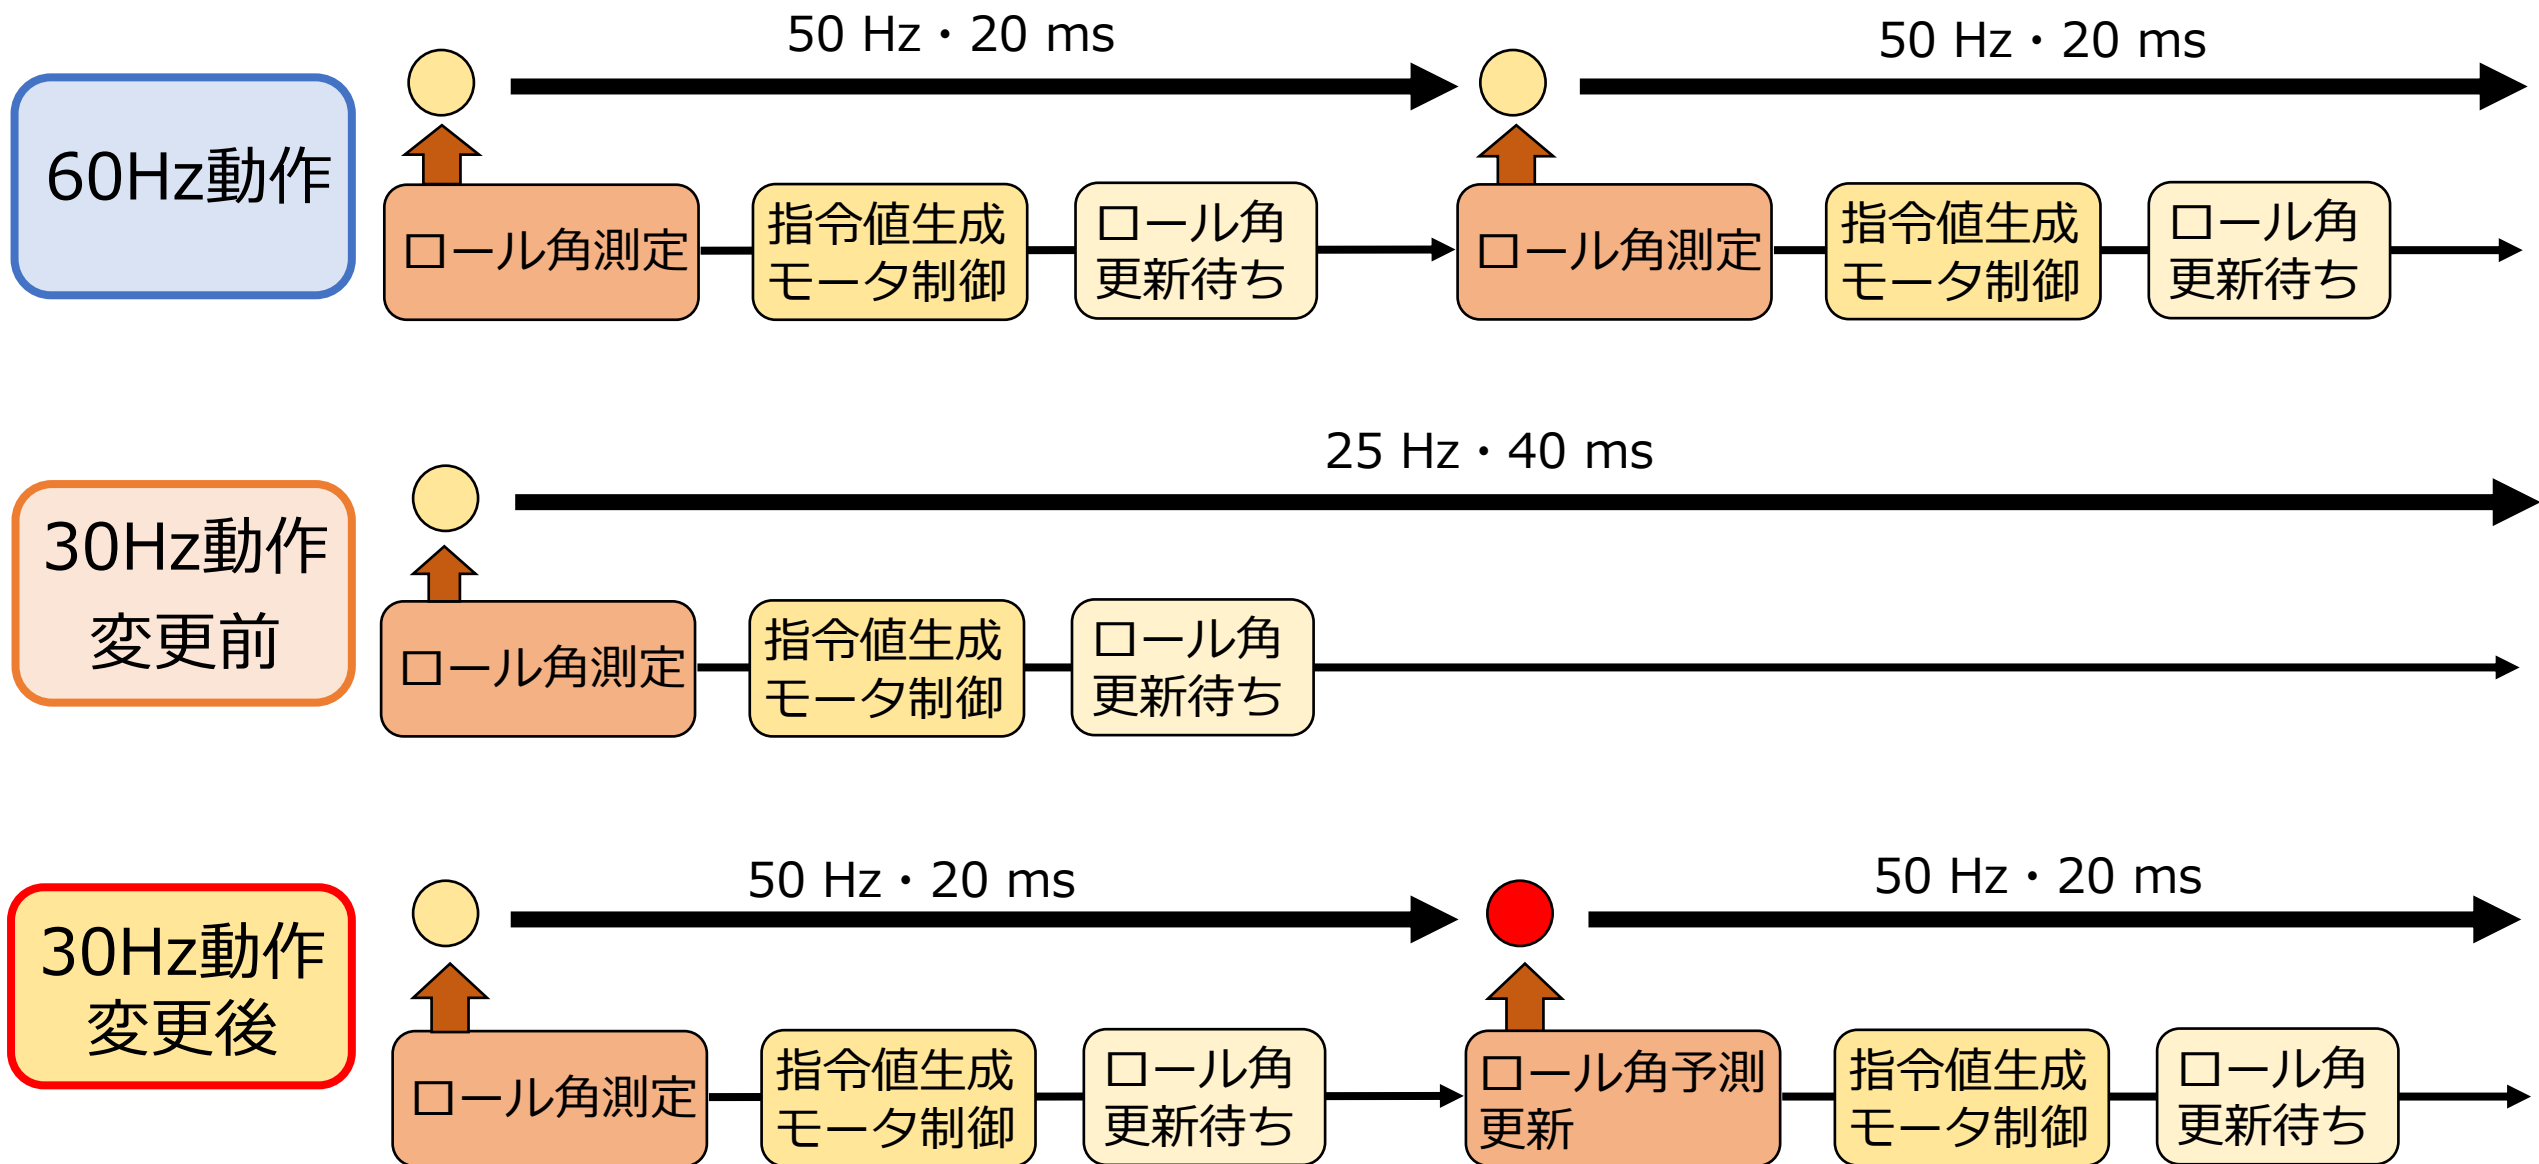 50 Hz・20 ms
50 Hz・20 ms
60Hz動作
ロール角測定
指令値生成
モータ制御
ロール角
更新待ち
ロール角測定
指令値生成
モータ制御
ロール角
更新待ち
25 Hz・40 ms
30Hz動作
変更前
ロール角測定
指令値生成
モータ制御
ロール角
更新待ち
50 Hz・20 ms
50 Hz・20 ms
30Hz動作
変更後
ロール角測定
指令値生成
モータ制御
ロール角
更新待ち
ロール角予測
更新
指令値生成
モータ制御
ロール角
更新待ち